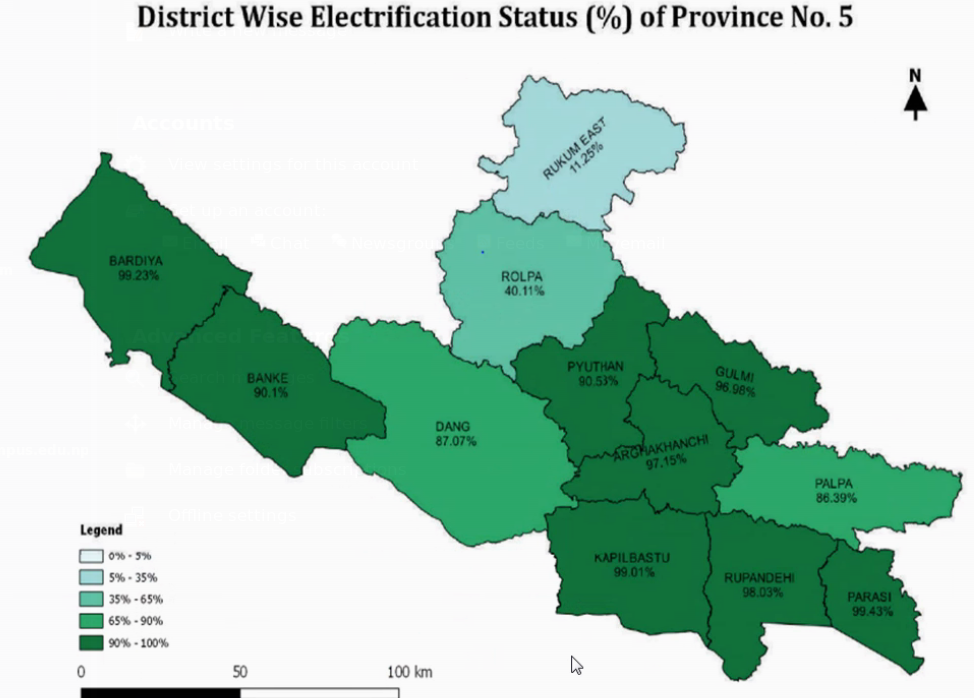 District Wise Electrification Status (%) of Province No. 5
N
Accounts
RUKUM EAST
11.25%
BARDIYA
99.23%
ROLPA
40.11%
PYUTHAN
90.53%
GULMI
96.98%
BANKE
90.1%
DANG
87.07%
ARGHAKHANCHI
97.15%
PALPA
86.39%
KAPILBASTU
99.01%
RUPANDEHI
98.03%
PARASI
99.43%
Legend
0% - 5%
5% - 35%
35% - 65%
65% - 90%
90% - 100%
0 50 100 km